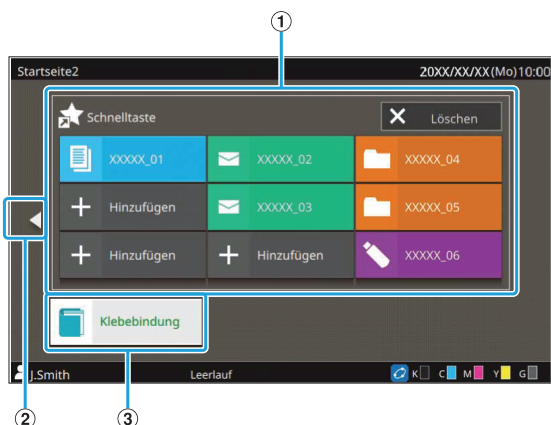 ①
Startseite2 20XX/XX/XX(Mo)10:00
Schnelltaste Löschen
XXXXX_01 XXXXX_02 XXXXX_04
Hinzufügen XXXXX_03 XXXXX_05
Hinzufügen Hinzufügen XXXXX_06
Klebebindung
J.Smith Leerlauf K C M Y G
② ③